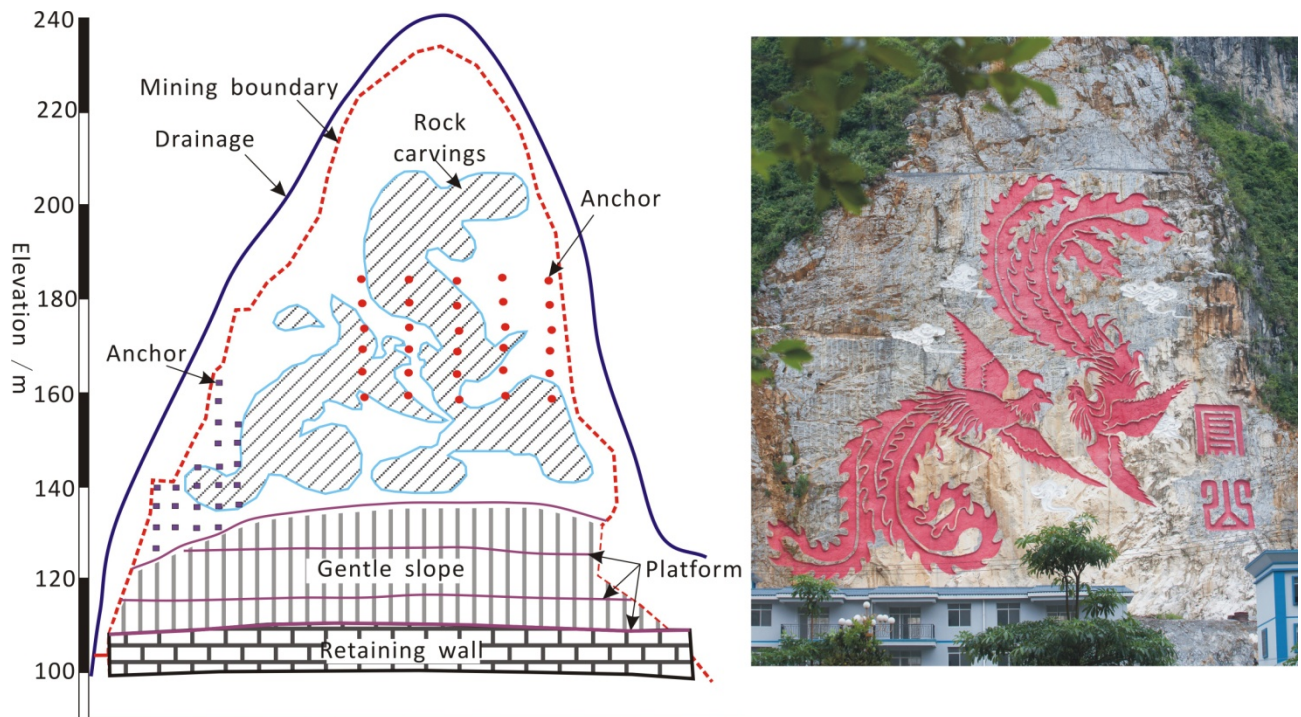 240
220
200
180
160
140
120
100
Elevation /m
Mining boundary
Drainage
Rock
carvings
Anchor
Anchor
Gentle slope
Platform
Retaining wall